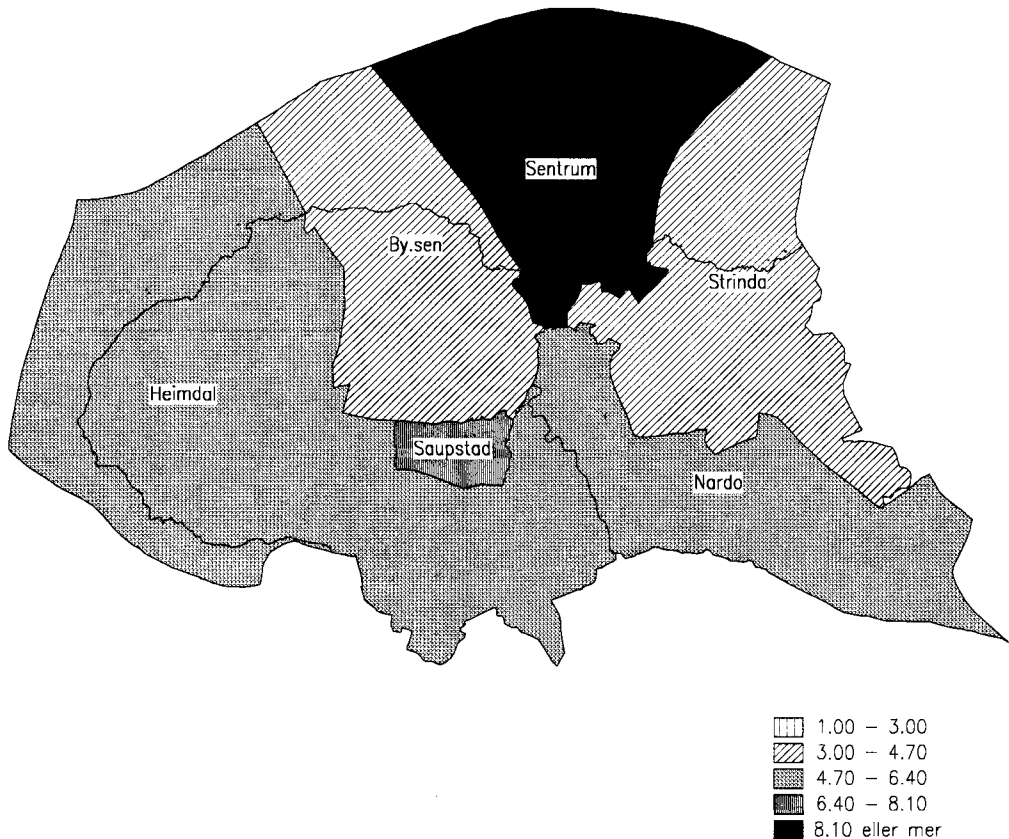 Sentrum
By.sen
Strinda
Heimdal
Saupstad
Nardo
1.00 – 3.00
3.00 – 4.70
4.70 – 6.40
6.40 – 8.10
8.10 eller mer